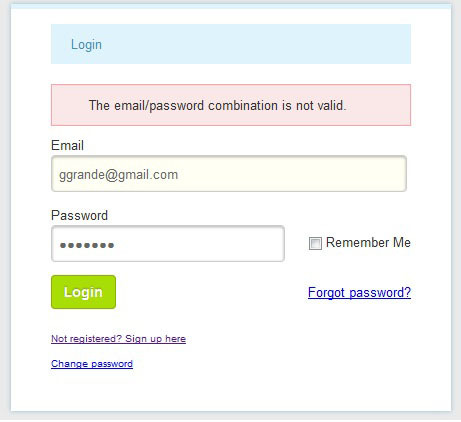 Login
The email/password combination is not valid.
Email
ggrande@gmail.com
Password
•••••••
Remember Me
Login
Forgot password?
Not registered? Sign up here
Change password